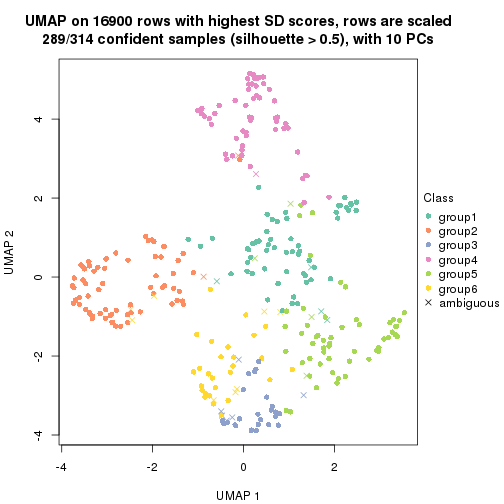 UMAP on 16900 rows with highest SD scores, rows are scaled
289/314 confident samples (silhouette > 0.5), with 10 PCs
4
2
0
-2
-4
UMAP 2
-4
-2
0
2
UMAP 1
Class
group1
group2
group3
group4
group5
group6
ambiguous